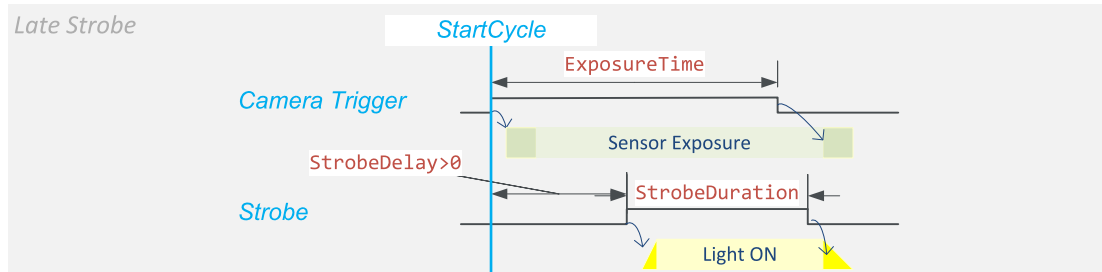 Late Strobe
StartCycle
ExposureTime
Camera Trigger
Sensor Exposure
StrobeDelay>0
StrobeDuration
Strobe
Light ON